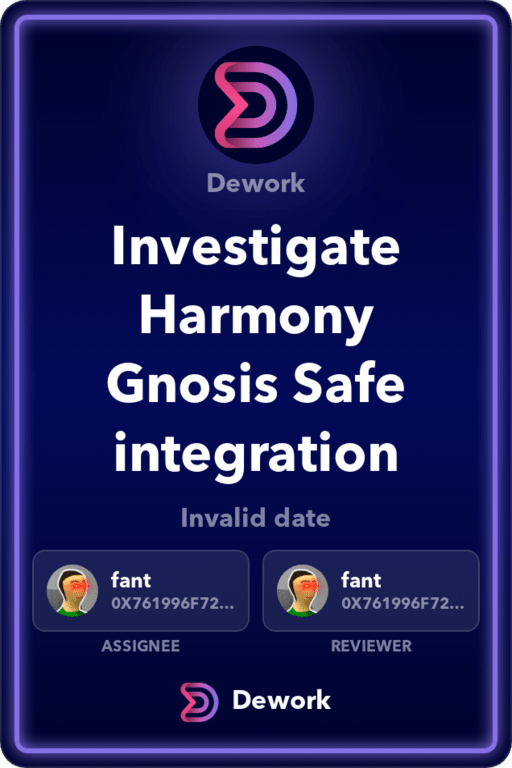 Dework
Investigate
Harmony
Gnosis Safe
integration
Invalid date
fant
0X761996F72...
ASSIGNEE
fant
0X761996F72...
REVIEWER
Dework